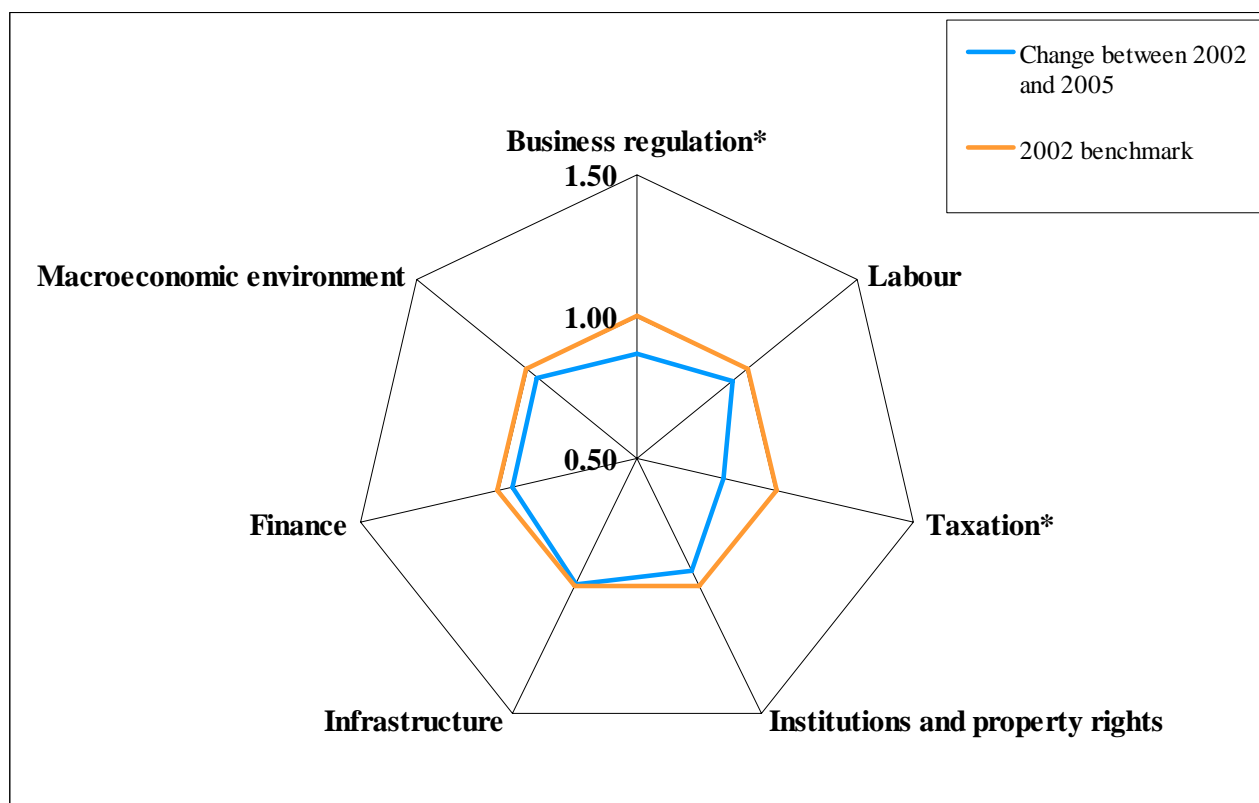 Change between 2002
and 2005
2002 benchmark
Business regulation*
1.50
Macroeconomic environment
Labour
1.00
0.50
Finance
Taxation*
Infrastructure
Institutions and property rights